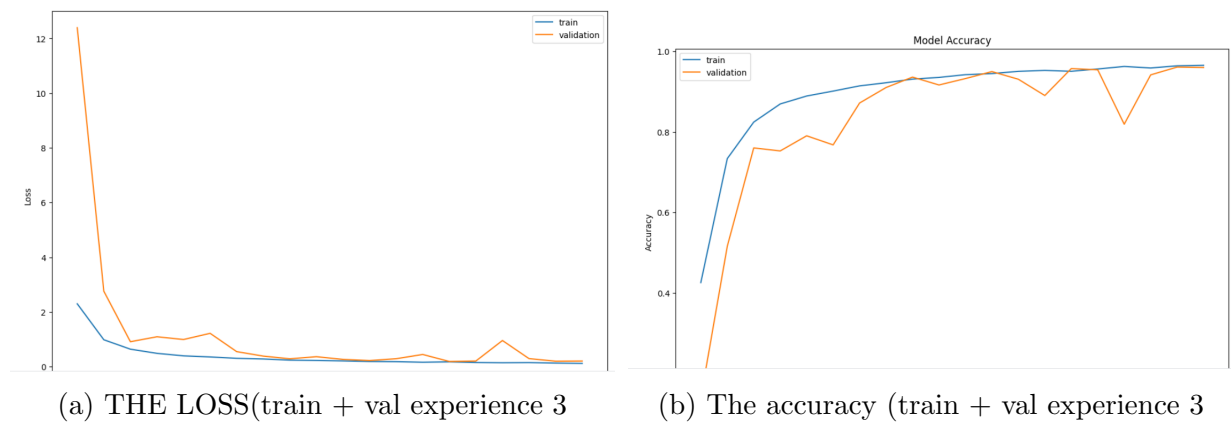 train
validation
12
10
8
6
4
2
0
Loss
(a) THE LOSS(train + val experience 3
Model Accuracy
train
validation
1.0
0.8
0.6
0.4
Accuracy
(b) The accuracy (train + val experience 3